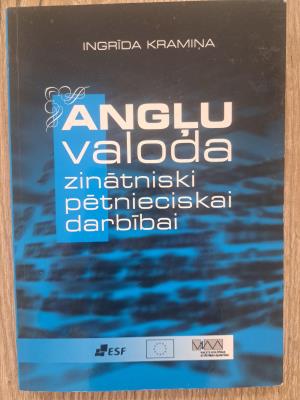 INGRĪDA KRAMIŅA
ANGĻU
valoda
zinātniski
pētnieciskai
darbībai
ESF